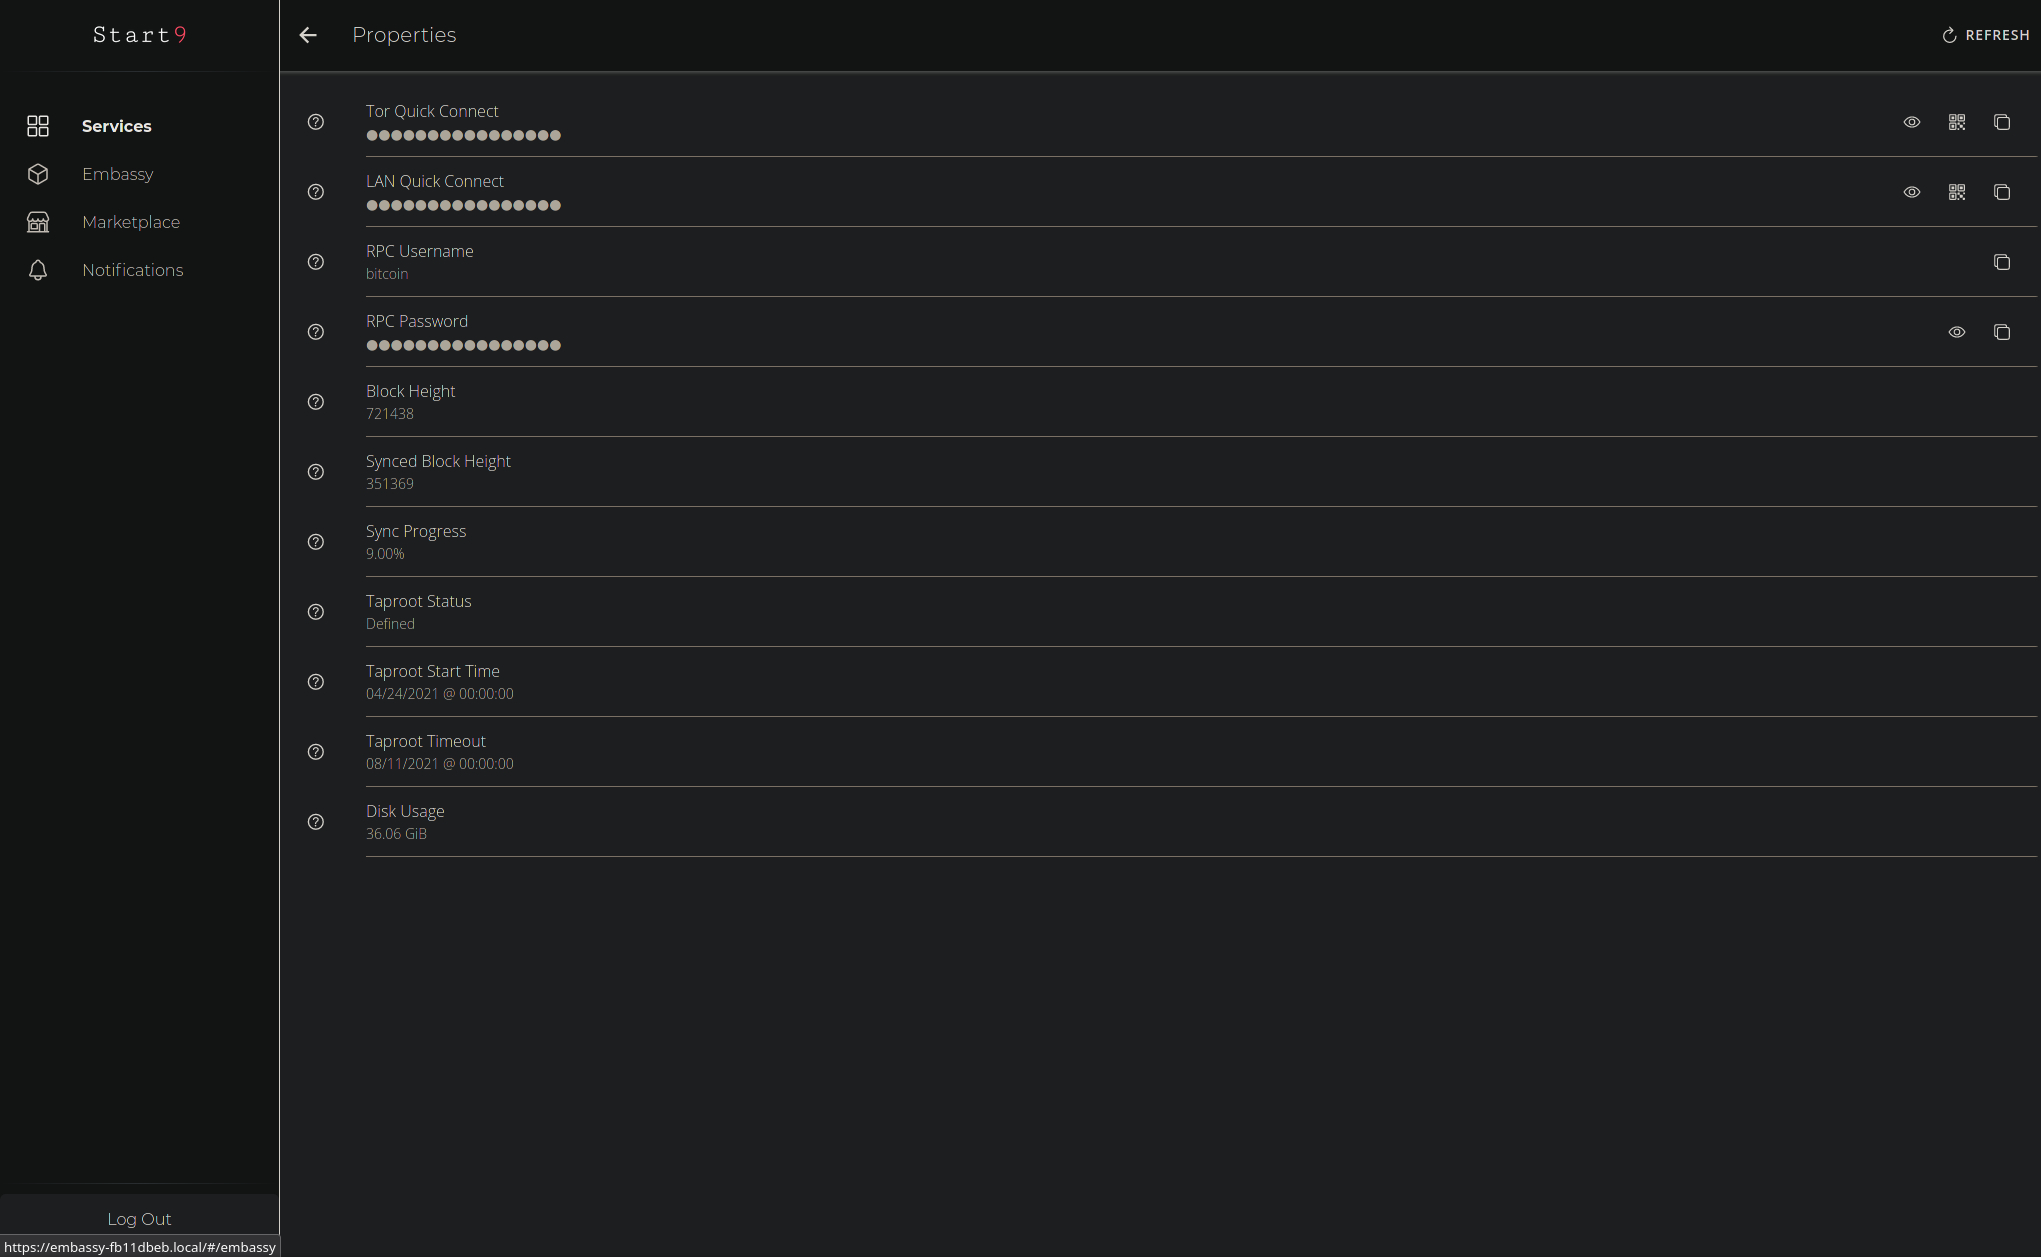 Start9
Properties
REFRESH
Services
Embassy
Marketplace
Notifications
Tor Quick Connect
●●●●●●●●●●●●●●●●
LAN Quick Connect
●●●●●●●●●●●●●●●●
RPC Username
bitcoin
RPC Password
●●●●●●●●●●●●●●●●
Block Height
721438
Synced Block Height
351369
Sync Progress
9.00%
Taproot Status
Defined
Taproot Start Time
04/24/2021 @ 00:00:00
Taproot Timeout
08/11/2021 @ 00:00:00
Disk Usage
36.06 GiB
Log Out
https://embassy-fb11dbeb.local/#/embassy